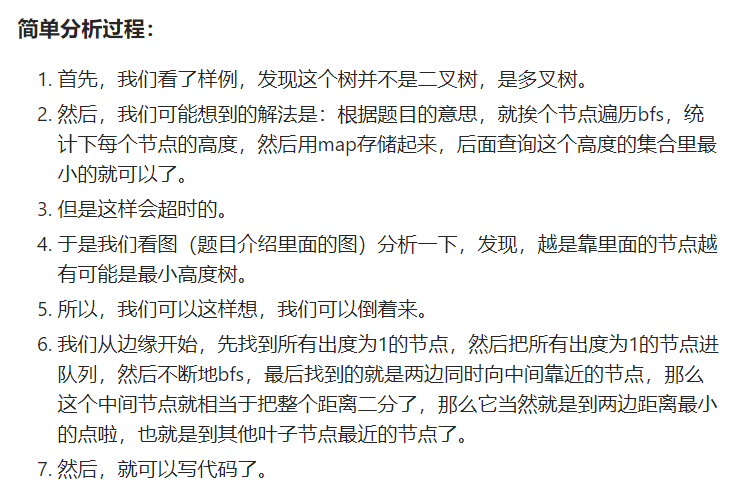 简单分析过程：
1. 首先，我们看了样例，发现这个树并不是二叉树，是多叉树。
2. 然后，我们可能想到的解法是：根据题目的意思，就挨个节点遍历bfs，统
计下每个节点的高度，然后用map存储起来，后面查询这个高度的集合里最
小的就可以了。
3. 但是这样会超时的。
4. 于是我们看图（题目介绍里面的图）分析一下，发现，越是靠里面的节点越
有可能是最小高度树。
5. 所以，我们可以这样想，我们可以倒着来。
6. 我们从边缘开始，先找到所有出度为1的节点，然后把所有出度为1的节点进
队列，然后不断地bfs，最后找到的就是两边同时向中间靠近的节点，那么
这个中间节点就相当于把整个距离二分了，那么它当然就是到两边距离最小
的点啦，也就是到其他叶子节点最近的节点了。
7. 然后，就可以写代码了。